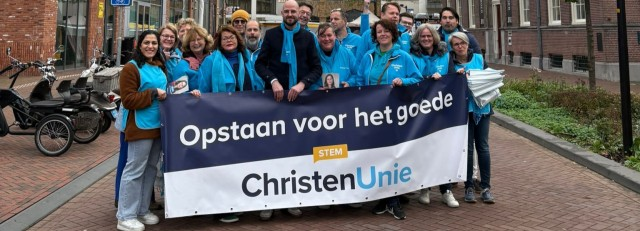 Opstaan voor het goede
STEM
ChristenUnie